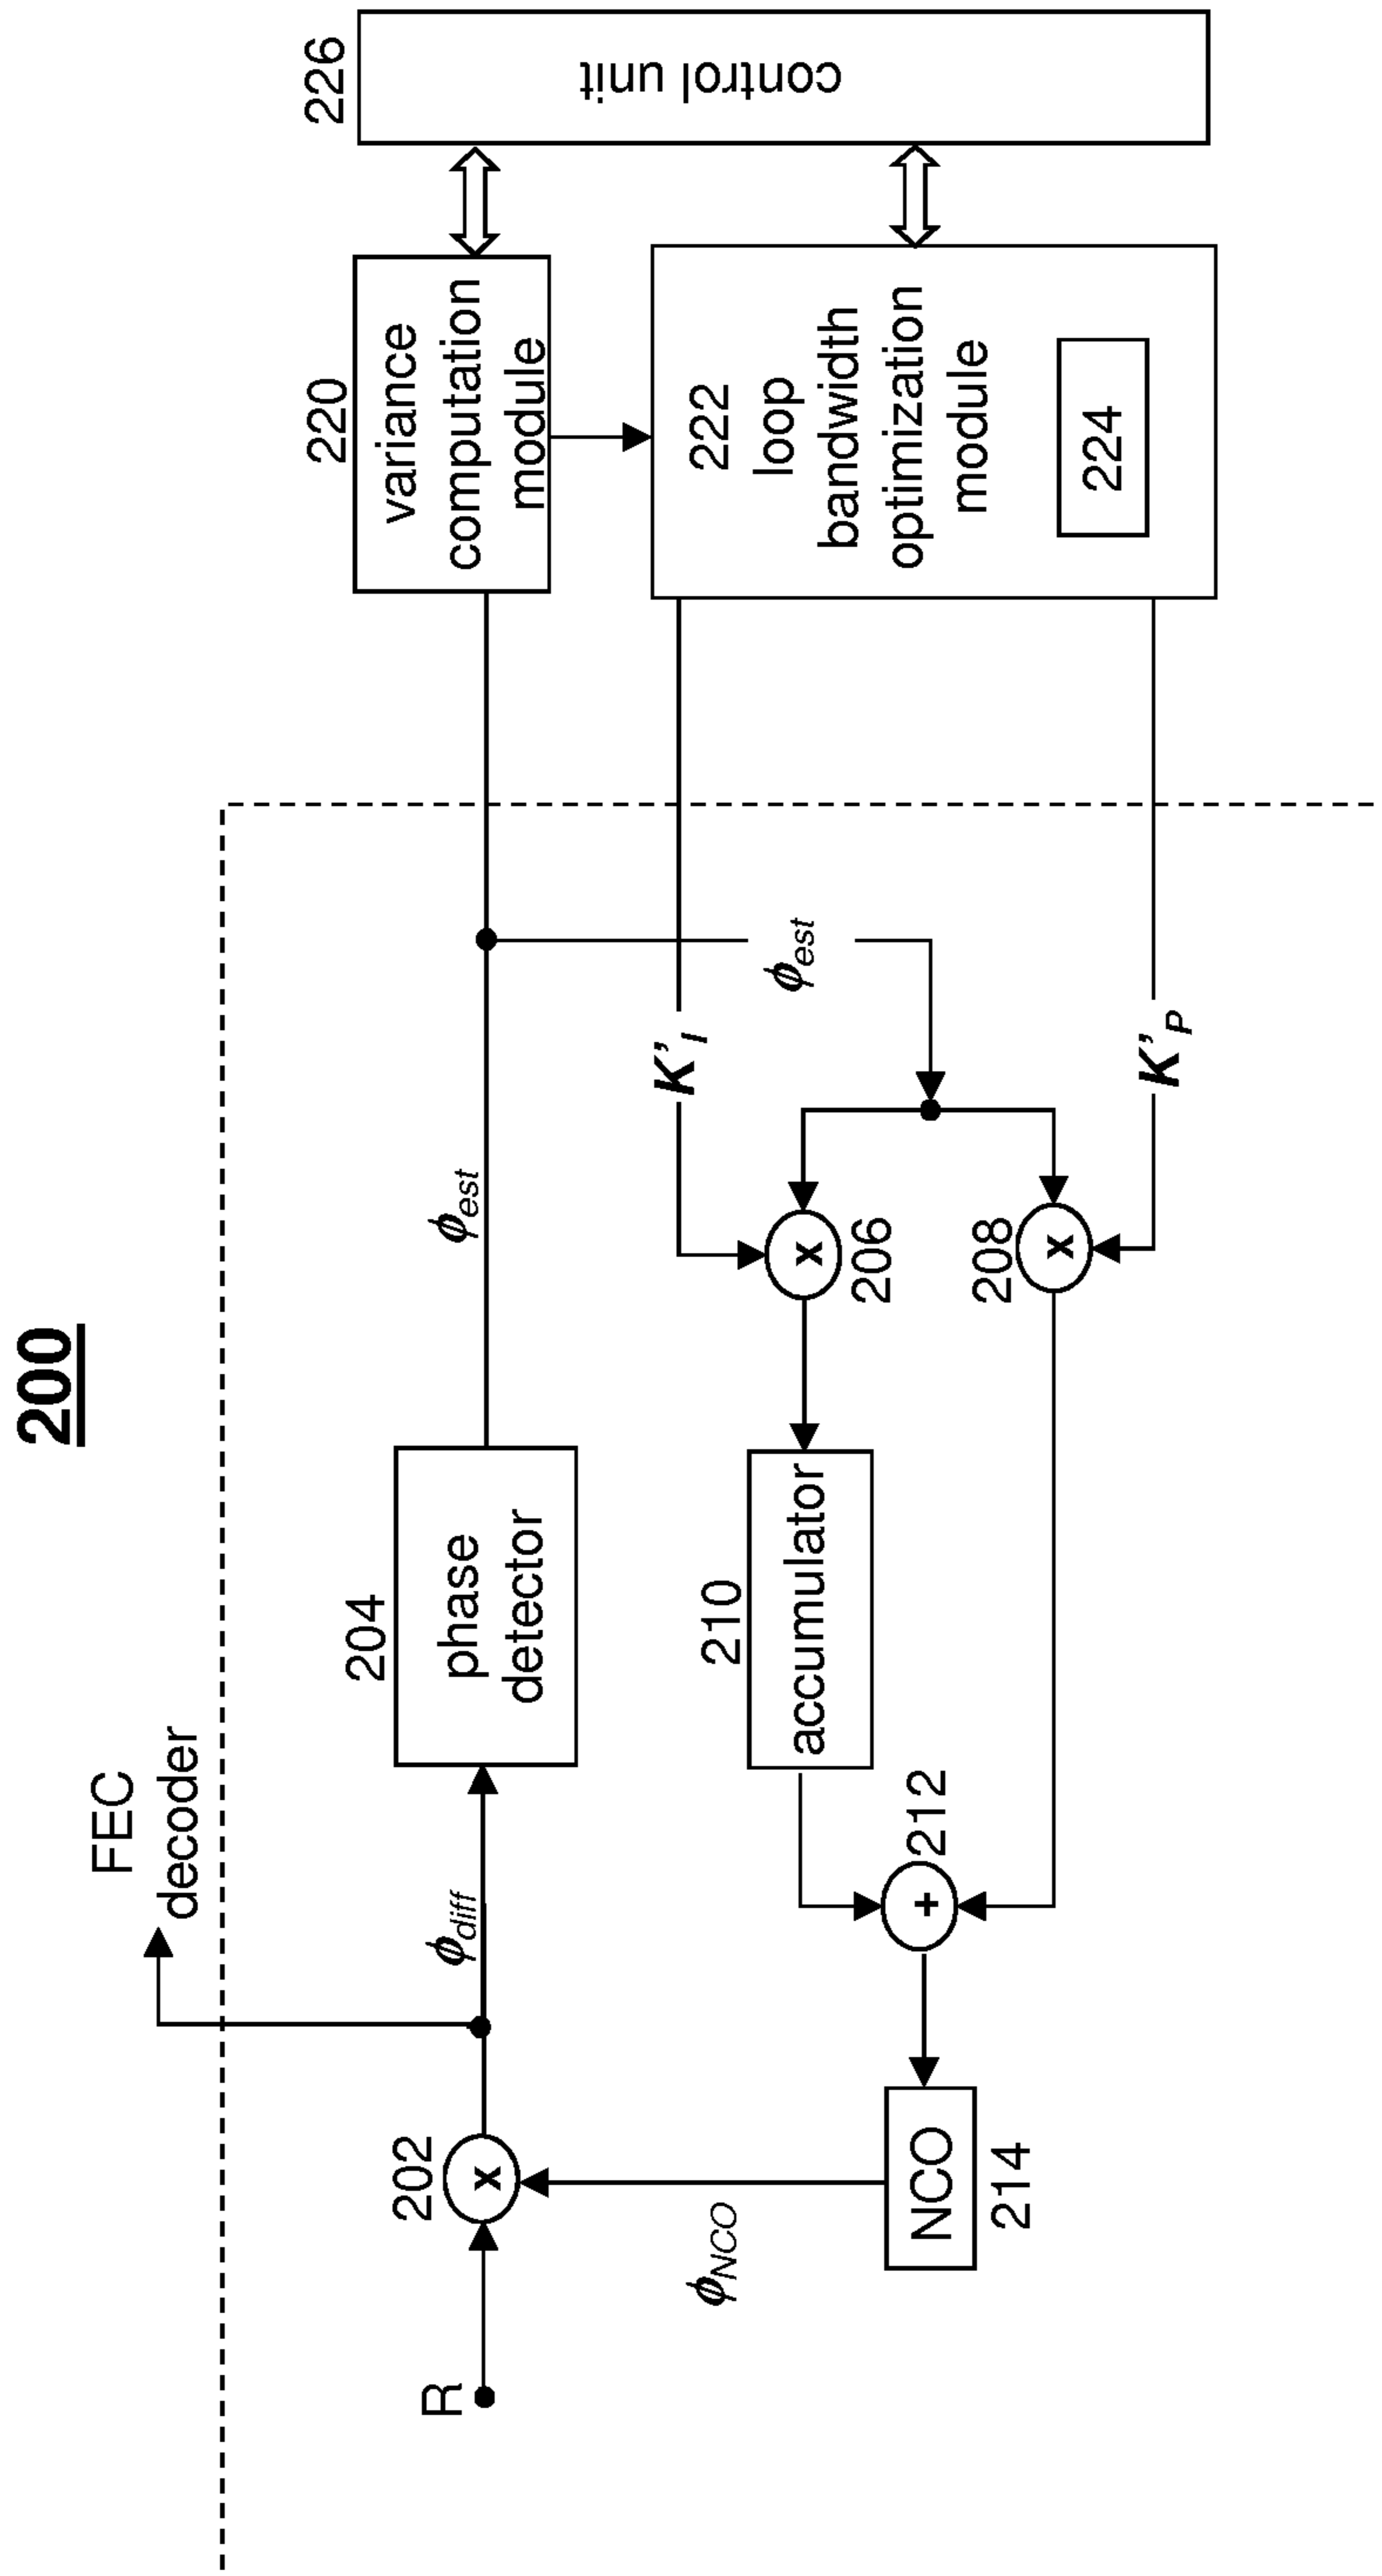 200
FEC
decoder
R
202
x
ϕdiff
204
phase
detector
ϕest
220
variance
computation
module
226
control unit
222
loop
bandwidth
optimization
module
224
K'I
ϕest
K'P
206
x
208
x
210
accumulator
212
+
NCO
214
ϕNCO